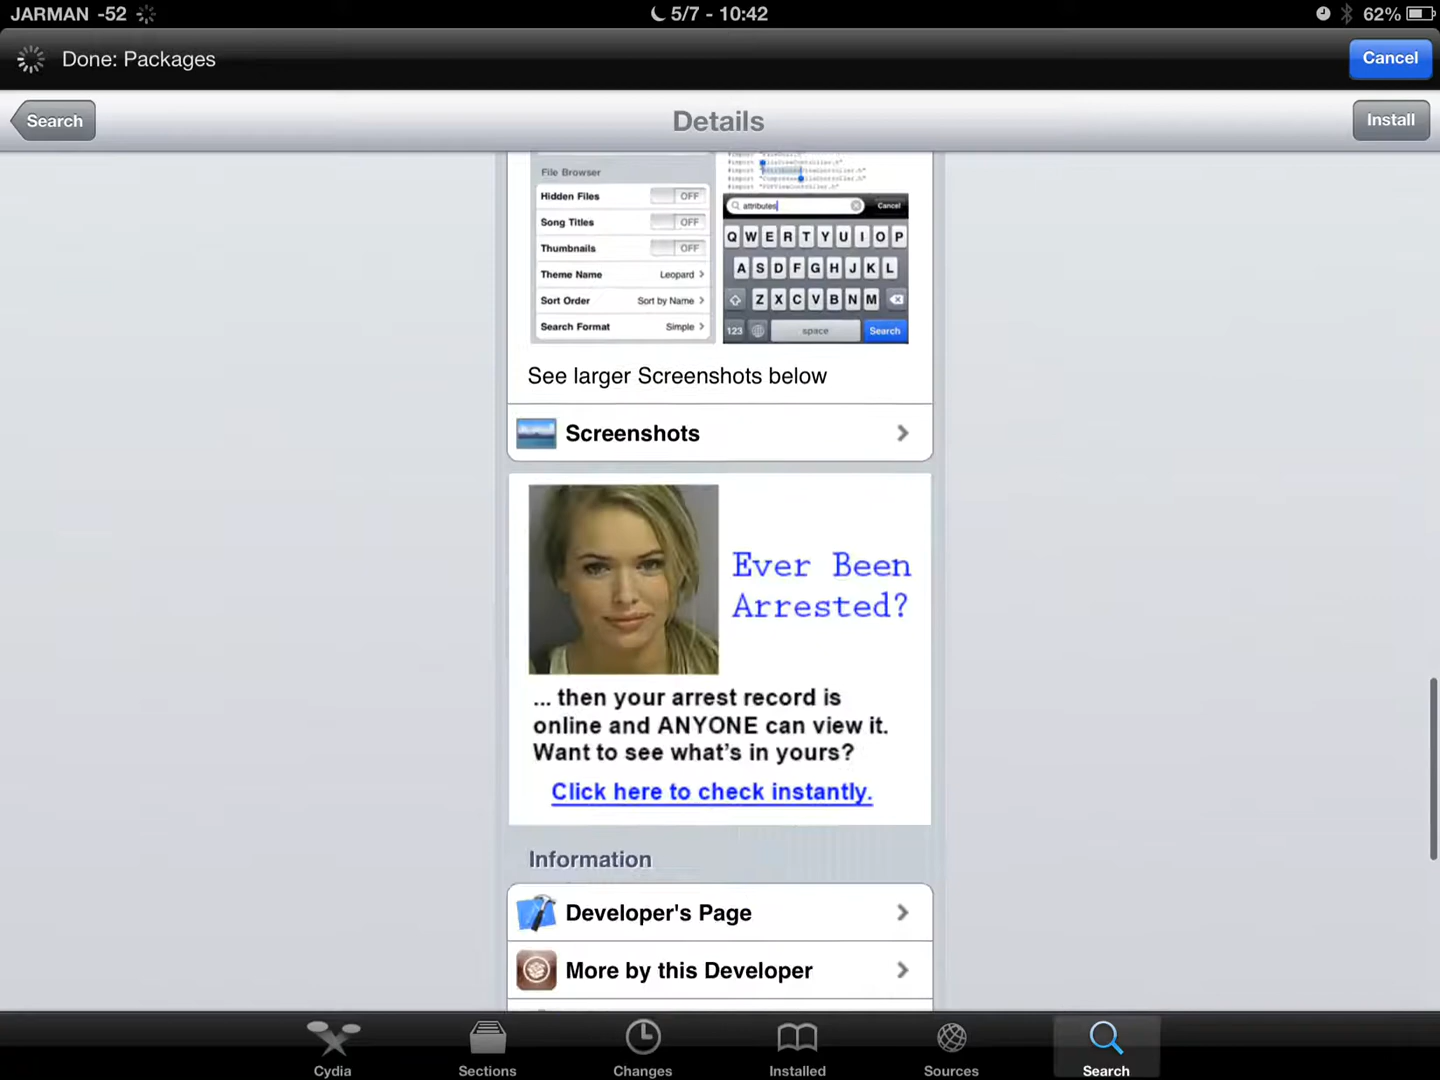 JARMAN -52
5/7 - 10:42
62%
Done: Packages
Cancel
Search
Details
Install
File Browser
Hidden Files OFF
Song Titles OFF
Thumbnails OFF
Theme Name Leopard
Sort Order Sort by Name
Search Format Simple
#import
#import
#import
attributes
Cancel
Q W E R T Y U I O P
A S D F G H J K L
Z X C V B N M
123 space Search
See larger Screenshots below
Screenshots
Ever Been
Arrested?
... then your arrest record is
online and ANYONE can view it.
Want to see what's in yours?
Click here to check instantly.
Information
Developer's Page
More by this Developer
Cydia
Sections
Changes
Installed
Sources
Search